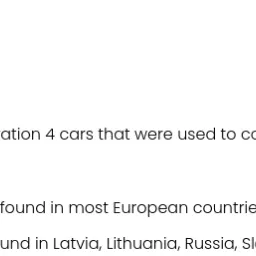 ation 4 cars that were used to co
found in most European countrie
und in Latvia, Lithuania, Russia, Sl